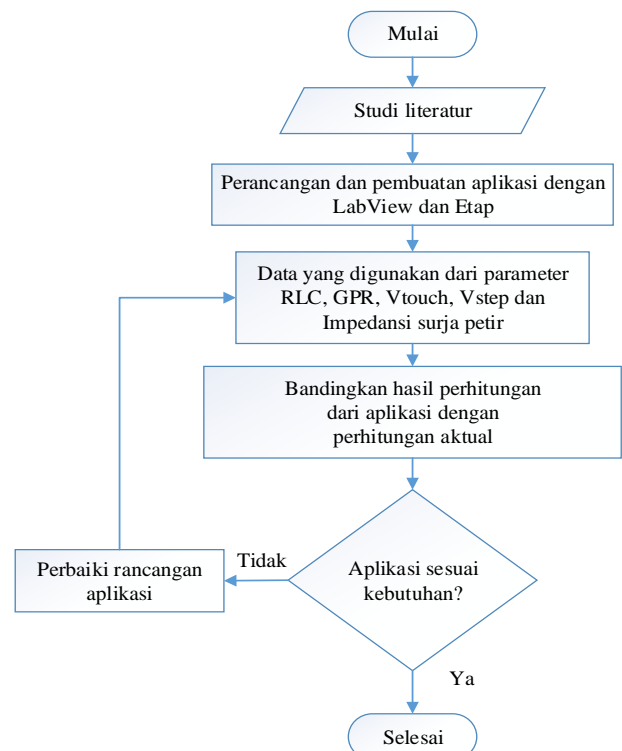 Mulai
Studi literatur
Perancangan dan pembuatan aplikasi dengan
LabView dan Etap
Data yang digunakan dari parameter
RLC, GPR, Vtouch, Vstep dan
Impedansi surja petir
Bandingkan hasil perhitungan
dari aplikasi dengan
perhitungan aktual
Aplikasi sesuai
kebutuhan?
Tidak
Perbaiki rancangan
aplikasi
Ya
Selesai